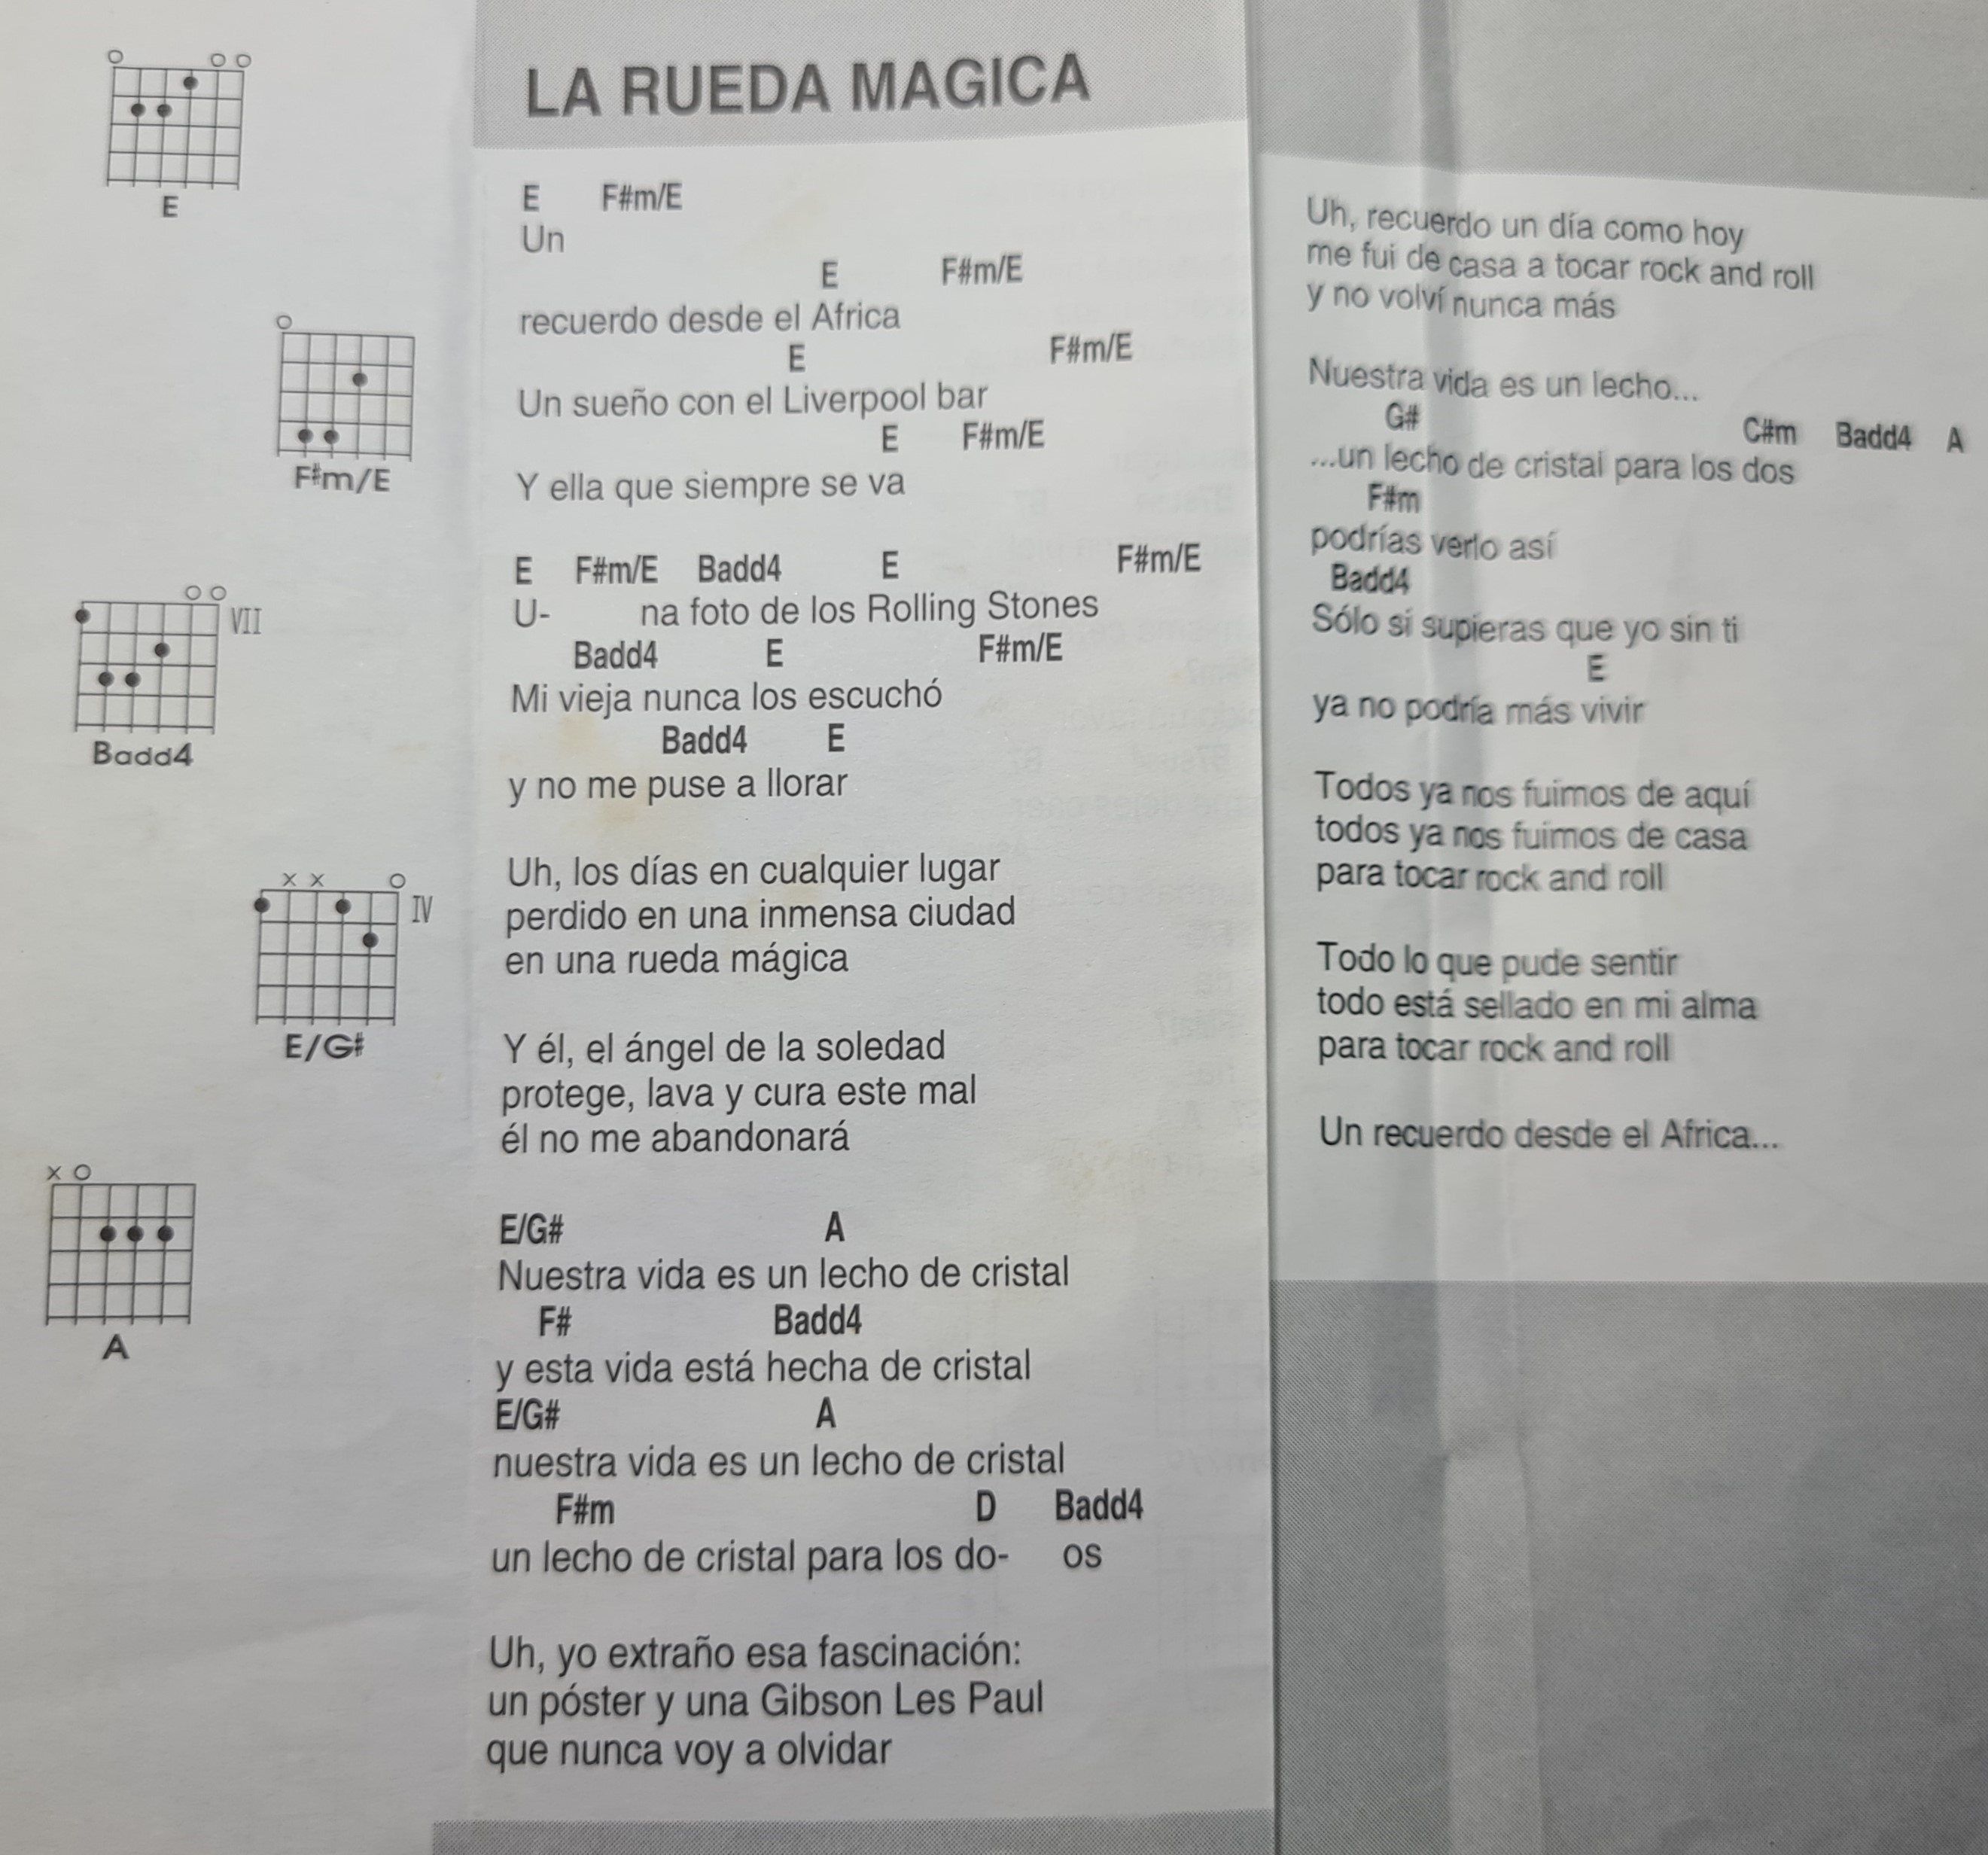 LA RUEDA MAGICA
E
F#m/E
VII
Badd4
IV
E/G#
A
E F#m/E
Un
E F#m/E
recuerdo desde el Africa
E F#m/E
Un sueño con el Liverpool bar
E F#m/E
Y ella que siempre se va
E F#m/E Badd4 E F#m/E
U- na foto de los Rolling Stones
Badd4 E F#m/E
Mi vieja nunca los escuchó
Badd4 E
y no me puse a llorar
Uh, los días en cualquier lugar
perdido en una inmensa ciudad
en una rueda mágica
Y él, el ángel de la soledad
protege, lava y cura este mal
él no me abandonará
E/G# A
Nuestra vida es un lecho de cristal
F# Badd4
y esta vida está hecha de cristal
E/G# A
nuestra vida es un lecho de cristal
F#m D Badd4
un lecho de cristal para los do- os
Uh, yo extraño esa fascinación:
un póster y una Gibson Les Paul
que nunca voy a olvidar
Uh, recuerdo un día como hoy
me fui de casa a tocar rock and roll
y no volví nunca más
Nuestra vida es un lecho...
G# C#m Badd4 A
...un lecho de cristal para los dos
F#m
podrías verlo así
Badd4
Sólo si supieras que yo sin ti
E
ya no podría más vivir
Todos ya nos fuimos de aquí
todos ya nos fuimos de casa
para tocar rock and roll
Todo lo que pude sentir
todo está sellado en mi alma
para tocar rock and roll
Un recuerdo desde el Africa...